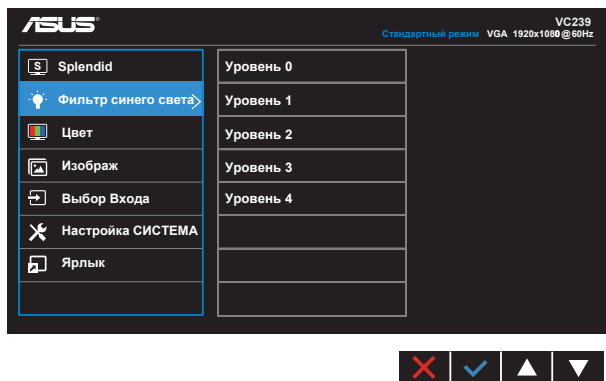 ASUS
VC239
Стандартный режим VGA 1920x1080@60Hz
S Splendid
Фильтр синего света
Цвет
Изображ
Выбор Входа
Настройка СИСТЕМА
Ярлык
Уровень 0
Уровень 1
Уровень 2
Уровень 3
Уровень 4